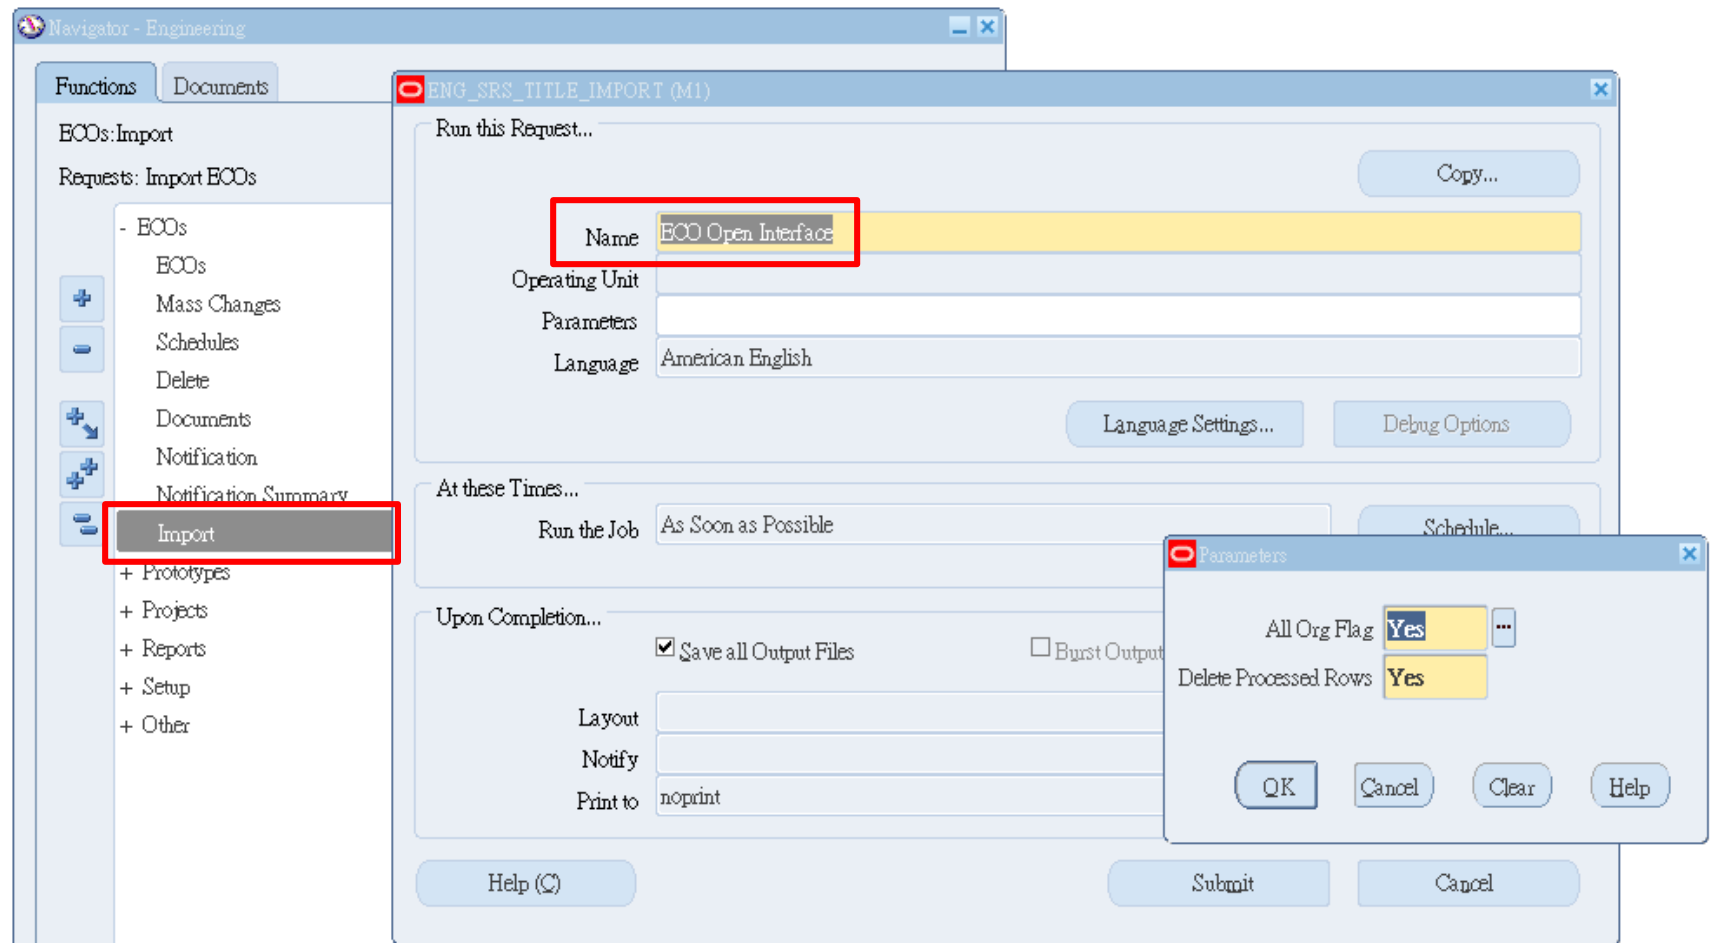 Navigator - Engineering
Functions
Documents
ECOs:Import
Requests: Import ECOs
- ECOs
ECOs
Mass Changes
Schedules
Delete
Documents
Notification
Notification Summary
Import
+ Prototypes
+ Projects
+ Reports
+ Setup
+ Other
ENG_SRS_TITLE_IMPORT (M1)
Run this Request...
Copy...
Name ECO Open Interface
Operating Unit
Parameters
Language American English
Language Settings...
Debug Options
At these Times...
Run the Job As Soon as Possible
Schedule...
Upon Completion...
Save all Output Files
Burst Output
Layout
Notify
Print to noprint
Help (C)
Submit
Cancel
Parameters
All Org Flag Yes
Delete Processed Rows Yes
OK
Cancel
Clear
Help